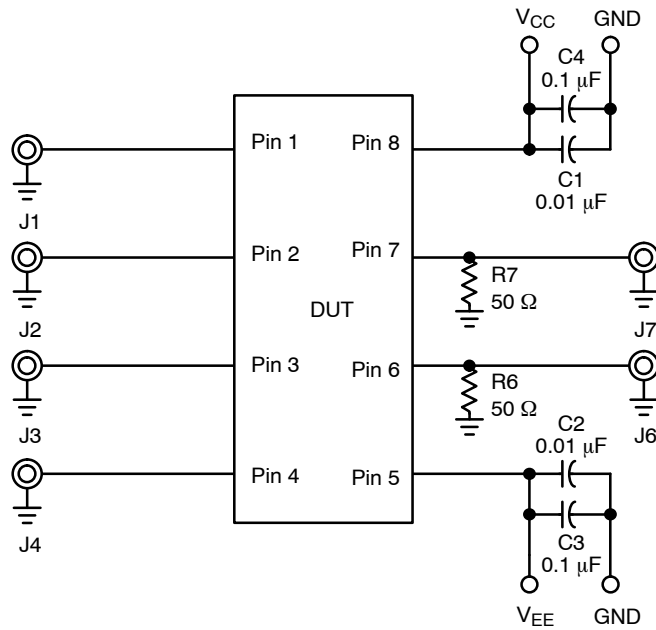 V_CC GND
C4
0.1 μF
Pin 1 Pin 8
C1
0.01 μF
J1
Pin 2 Pin 7
R7
50 Ω
J2
DUT
J7
Pin 3 Pin 6
R6
50 Ω
J3
J6
C2
0.01 μF
Pin 4 Pin 5
J4
C3
0.1 μF
V_EE GND